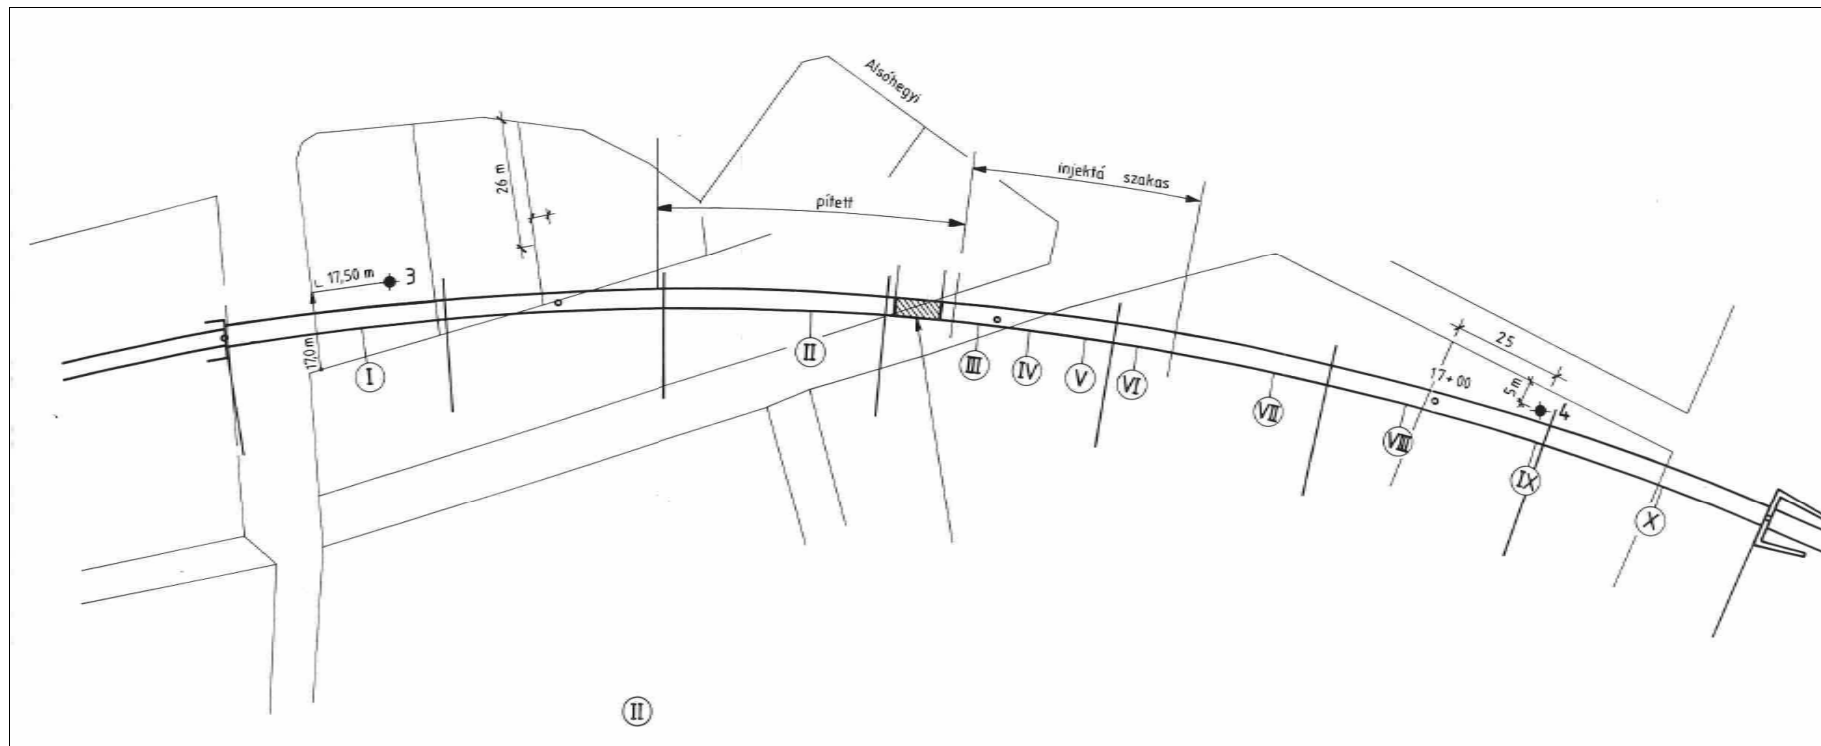 Alsóhegyi
26 m
injektá szakas
pített
17,50 m
3
17,0 m
I
II
III
IV
V
VI
VII
VIII
17+00
25
5 m
4
IX
X
II